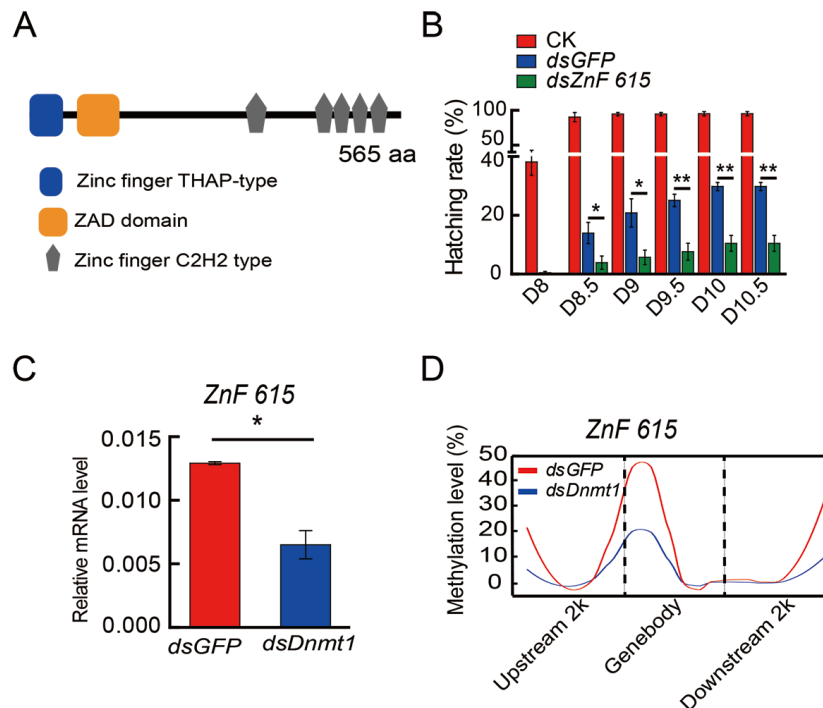 A
565 aa
Zinc finger THAP-type
ZAD domain
Zinc finger C2H2 type
B
CK
dsGFP
dsZnF 615
Hatching rate (%)
100
50
40
20
0
D8
D8.5
D9
D9.5
D10
D10.5
*
*
**
**
**
C
ZnF 615
*
Relative mRNA level
0.015
0.010
0.005
0.000
dsGFP
dsDnmt1
D
ZnF 615
dsGFP
dsDnmt1
Methylation level (%)
50
40
30
20
10
0
Upstream 2k
Genebody
Downstream 2k